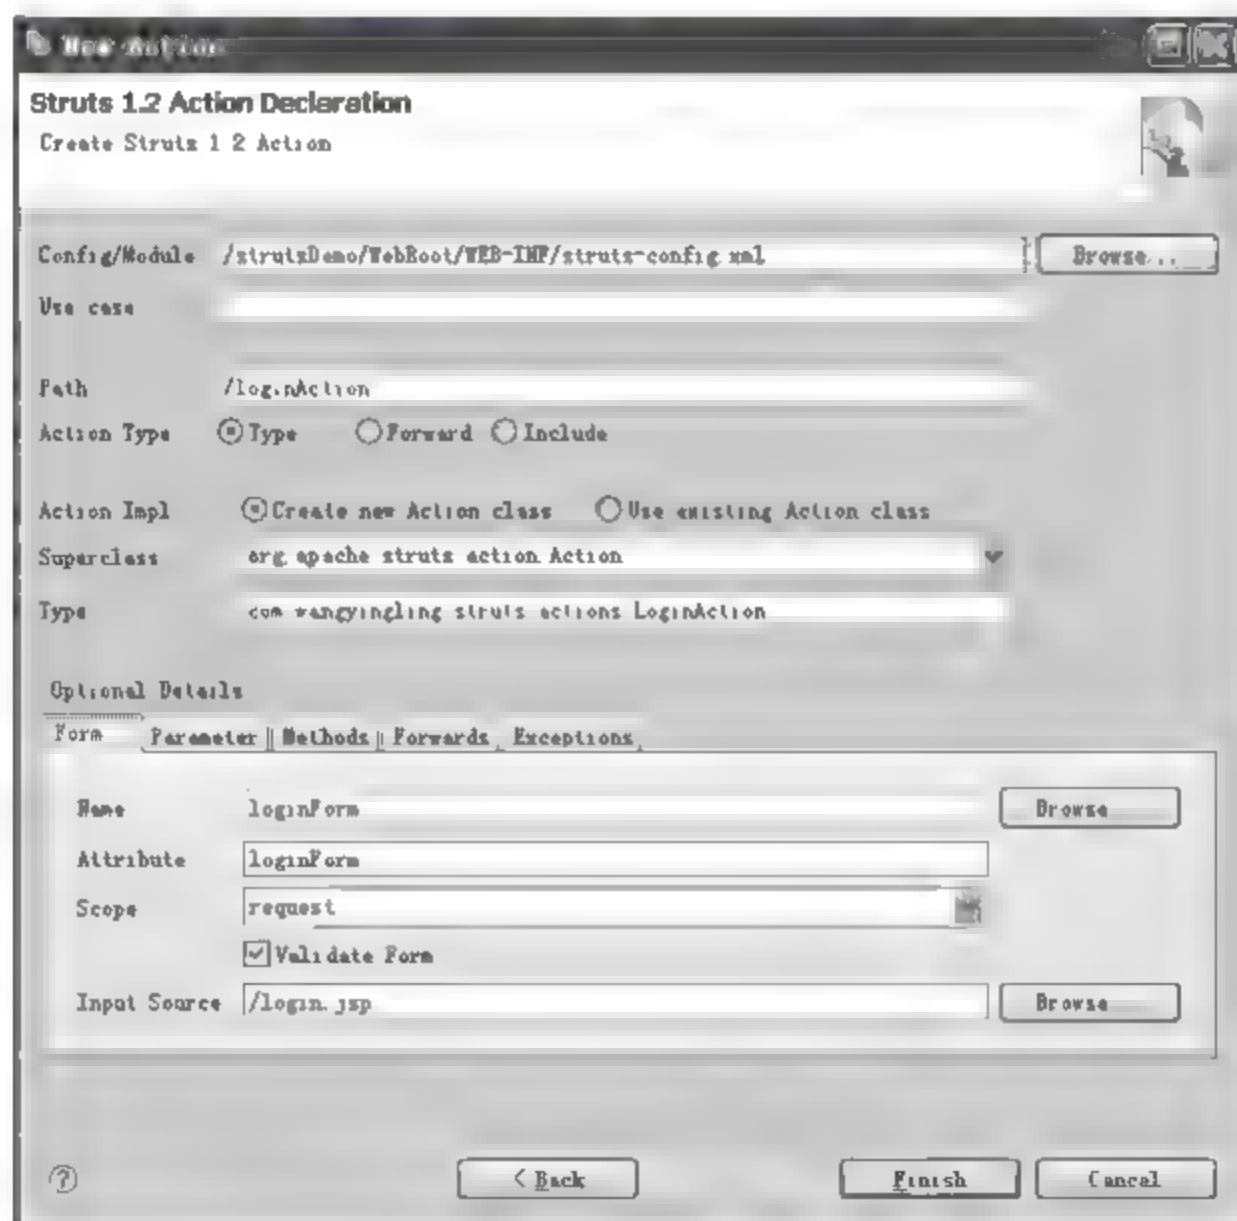 New Action
Struts 1.2 Action Declaration
Create Struts 1 2 Action
Config/Module /strutsDemo/WebRoot/WEB-INF/struts-config xml Browse...
Use case
Path /loginAction
Action Type Type Forward Include
Action Impl Create new Action class Use existing Action class
Superclass org apache struts action Action
Type com wangyingling struts actions LoginAction
Optional Details
Form Parameter Methods Forwards Exceptions
Name loginForm Browse
Attribute loginForm
Scope request
Validate Form
Input Source /login.jsp Browse
< Back Finish Cancel